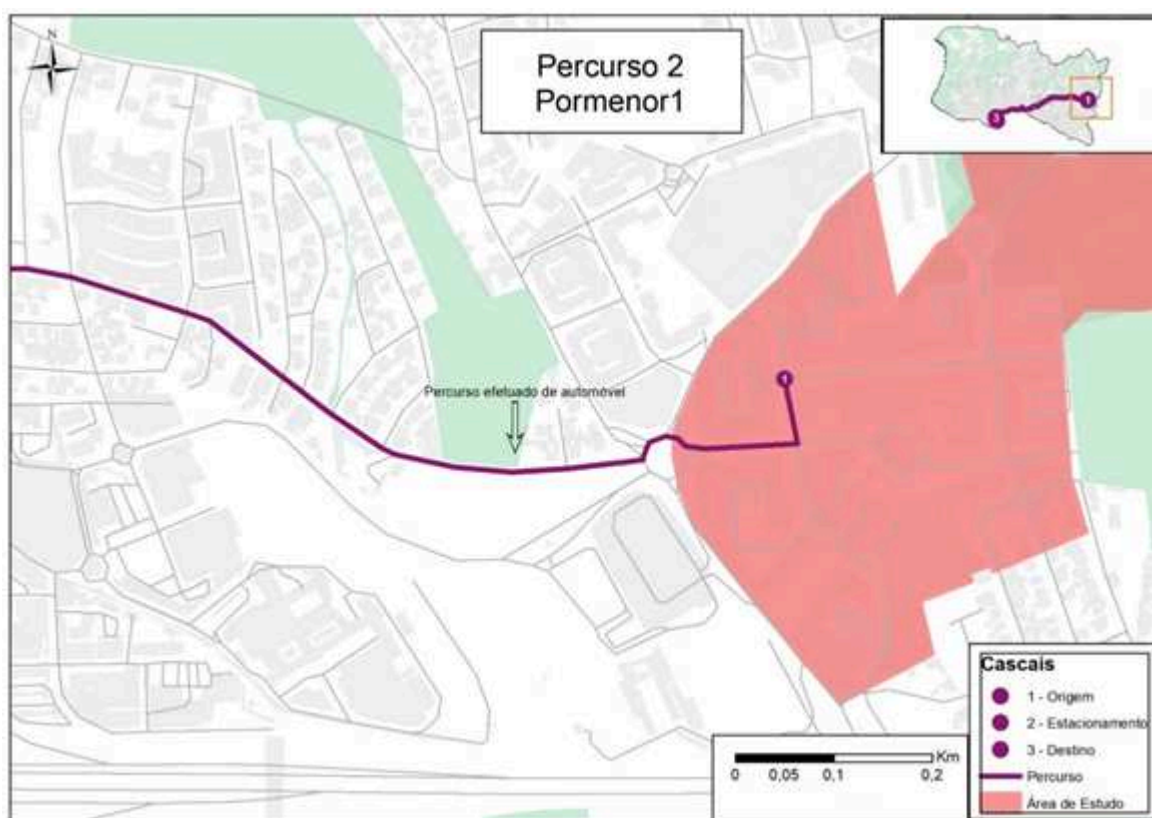 N
Percurso 2
Pormenor1
3
1
1
Percurso efetuado de automóvel
Cascais
1 - Origem
2 - Estacionamento
3 - Destino
Percurso
Área de Estudo
Km
0 0,05 0,1 0,2